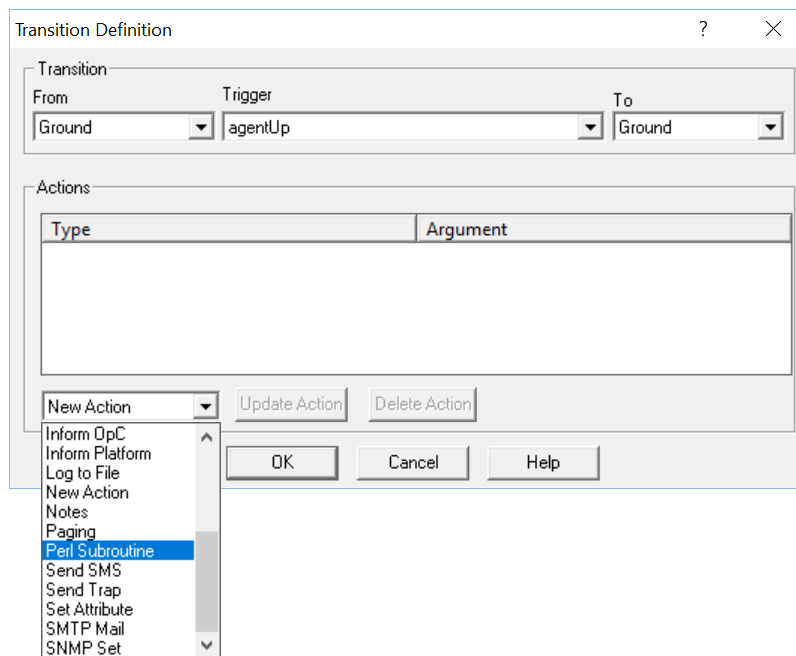 Transition Definition ?
Transition
From Trigger To
Ground agentUp Ground
Actions
Type Argument
New Action Update Action Delete Action
Inform OpC
Inform Platform
Log to File
New Action
Notes
Paging
Perl Subroutine
Send SMS
Send Trap
Set Attribute
SMTP Mail
SNMP Set
OK Cancel Help